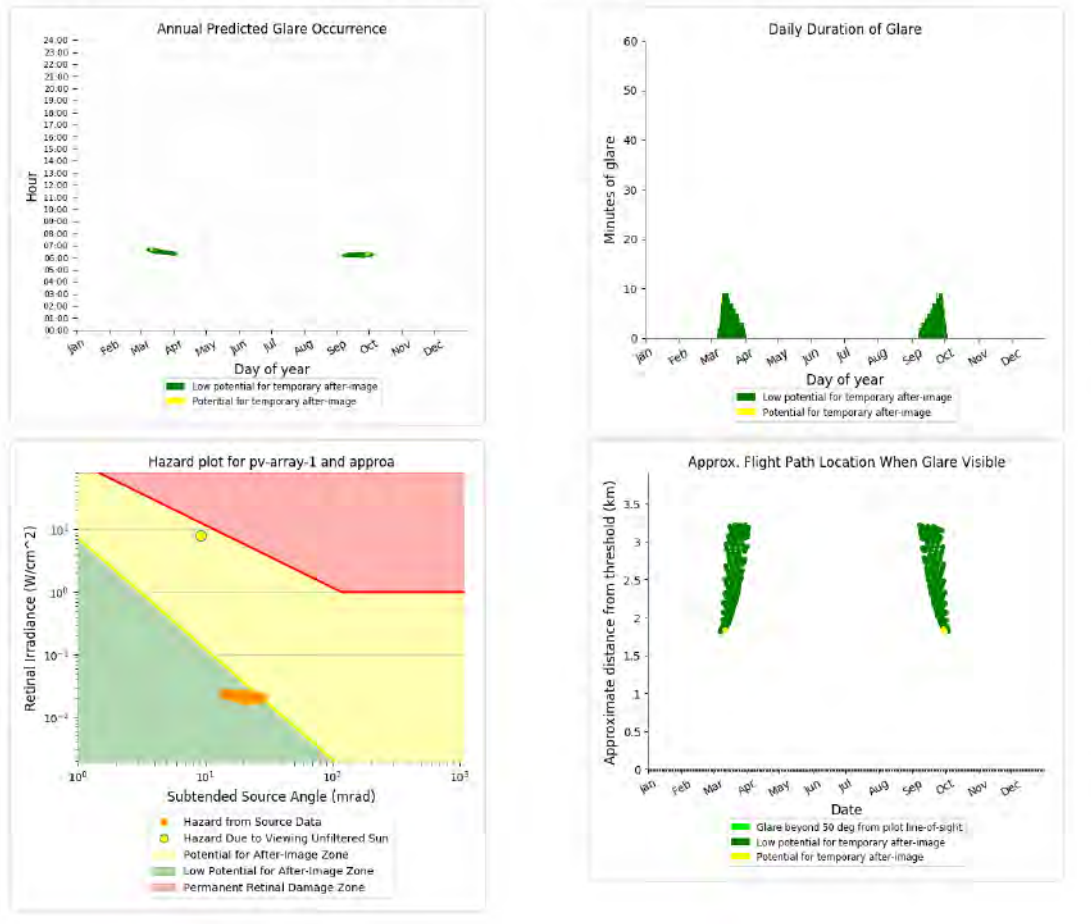 Annual Predicted Glare Occurrence
24:00
23:00
22:00
21:00
20:00
19:00
18:00
17:00
16:00
15:00
14:00
13:00
12:00
11:00
10:00
09:00
08:00
07:00
06:00
05:00
04:00
03:00
02:00
01:00
00:00
Hour
Jan Feb Mar Apr May Jun Jul Aug Sep Oct Nov Dec
Day of year
Low potential for temporary after-image
Potential for temporary after-image
Daily Duration of Glare
60
50
40
30
20
10
0
Minutes of glare
Jan Feb Mar Apr May Jun Jul Aug Sep Oct Nov Dec
Day of year
Low potential for temporary after-image
Potential for temporary after-image
Hazard plot for pv-array-1 and approa
10^1
10^0
10^-1
10^-2
Retinal Irradiance (W/cm^2)
10^0 10^1 10^2 10^3
Subtended Source Angle (mrad)
Hazard from Source Data
Hazard Due to Viewing Unfiltered Sun
Potential for After-Image Zone
Low Potential for After-Image Zone
Permanent Retinal Damage Zone
Approx. Flight Path Location When Glare Visible
3.5
3
2.5
2
1.5
1
0.5
0
Approximate distance from threshold (km)
Jan Feb Mar Apr May Jun Jul Aug Sep Oct Nov Dec
Date
Glare beyond 50 deg from pilot line-of-sight
Low potential for temporary after-image
Potential for temporary after-image